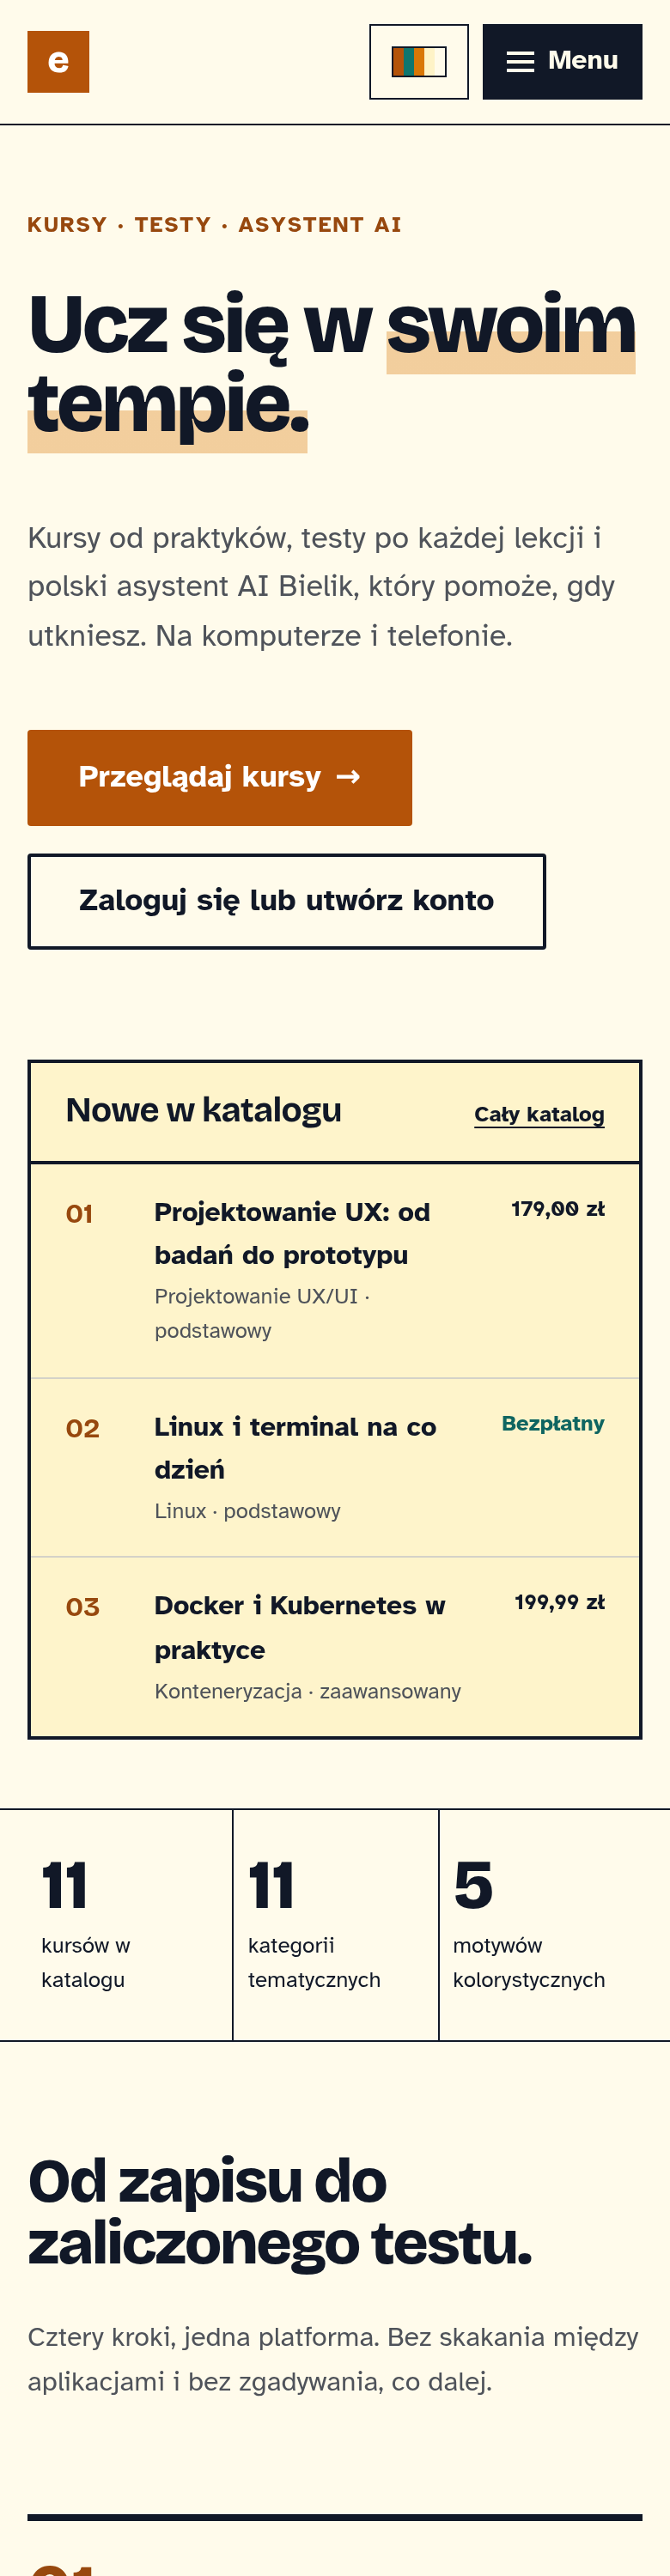 e
Menu
KURSY · TESTY · ASYSTENT AI
Ucz się w swoim
tempie.
Kursy od praktyków, testy po każdej lekcji i
polski asystent AI Bielik, który pomoże, gdy
utkniesz. Na komputerze i telefonie.
Przeglądaj kursy →
Zaloguj się lub utwórz konto
Nowe w katalogu
Cały katalog
01
Projektowanie UX: od
badań do prototypu
179,00 zł
Projektowanie UX/UI ·
podstawowy
02
Linux i terminal na co
dzień
Bezpłatny
Linux · podstawowy
03
Docker i Kubernetes w
praktyce
199,99 zł
Konteneryzacja · zaawansowany
11
kursów w
katalogu
11
kategorii
tematycznych
5
motywów
kolorystycznych
Od zapisu do
zaliczonego testu.
Cztery kroki, jedna platforma. Bez skakania między
aplikacjami i bez zgadywania, co dalej.